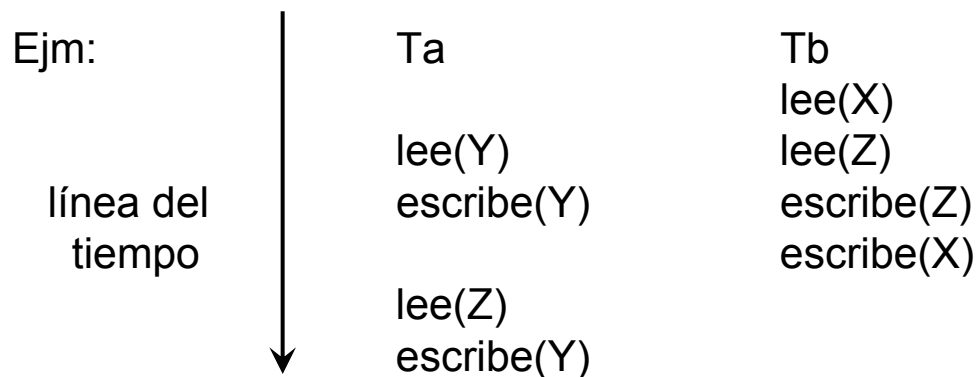 Ejm: Ta Tb
lee(X)
lee(Y) lee(Z)
línea del escribe(Y) escribe(Z)
tiempo escribe(X)
lee(Z)
escribe(Y)